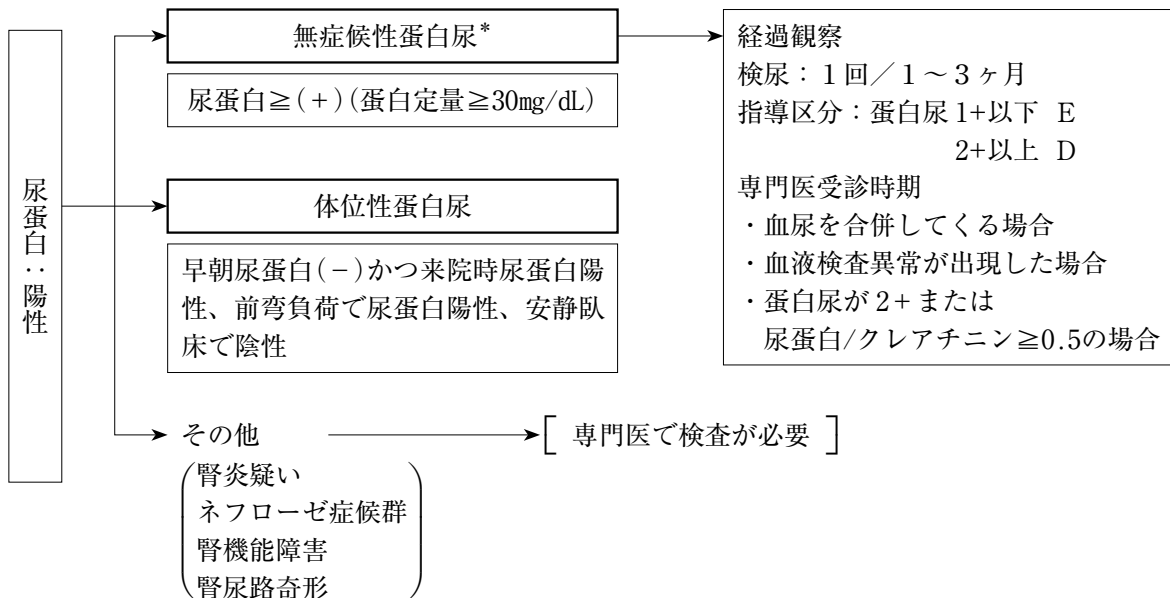 尿蛋白：陽性
無症候性蛋白尿*
尿蛋白≧(+)(蛋白定量≧30mg/dL)
体位性蛋白尿
早朝尿蛋白(−)かつ来院時尿蛋白陽
性、前弯負荷で尿蛋白陽性、安静臥
床で陰性
その他
腎炎疑い
ネフローゼ症候群
腎機能障害
腎尿路奇形
経過観察
検尿：1回／1～3ヶ月
指導区分：蛋白尿 1+以下 E
2+以上 D
専門医受診時期
・血尿を合併してくる場合
・血液検査異常が出現した場合
・蛋白尿が 2+または
尿蛋白/クレアチニン≧0.5の場合
[ 専門医で検査が必要 ]